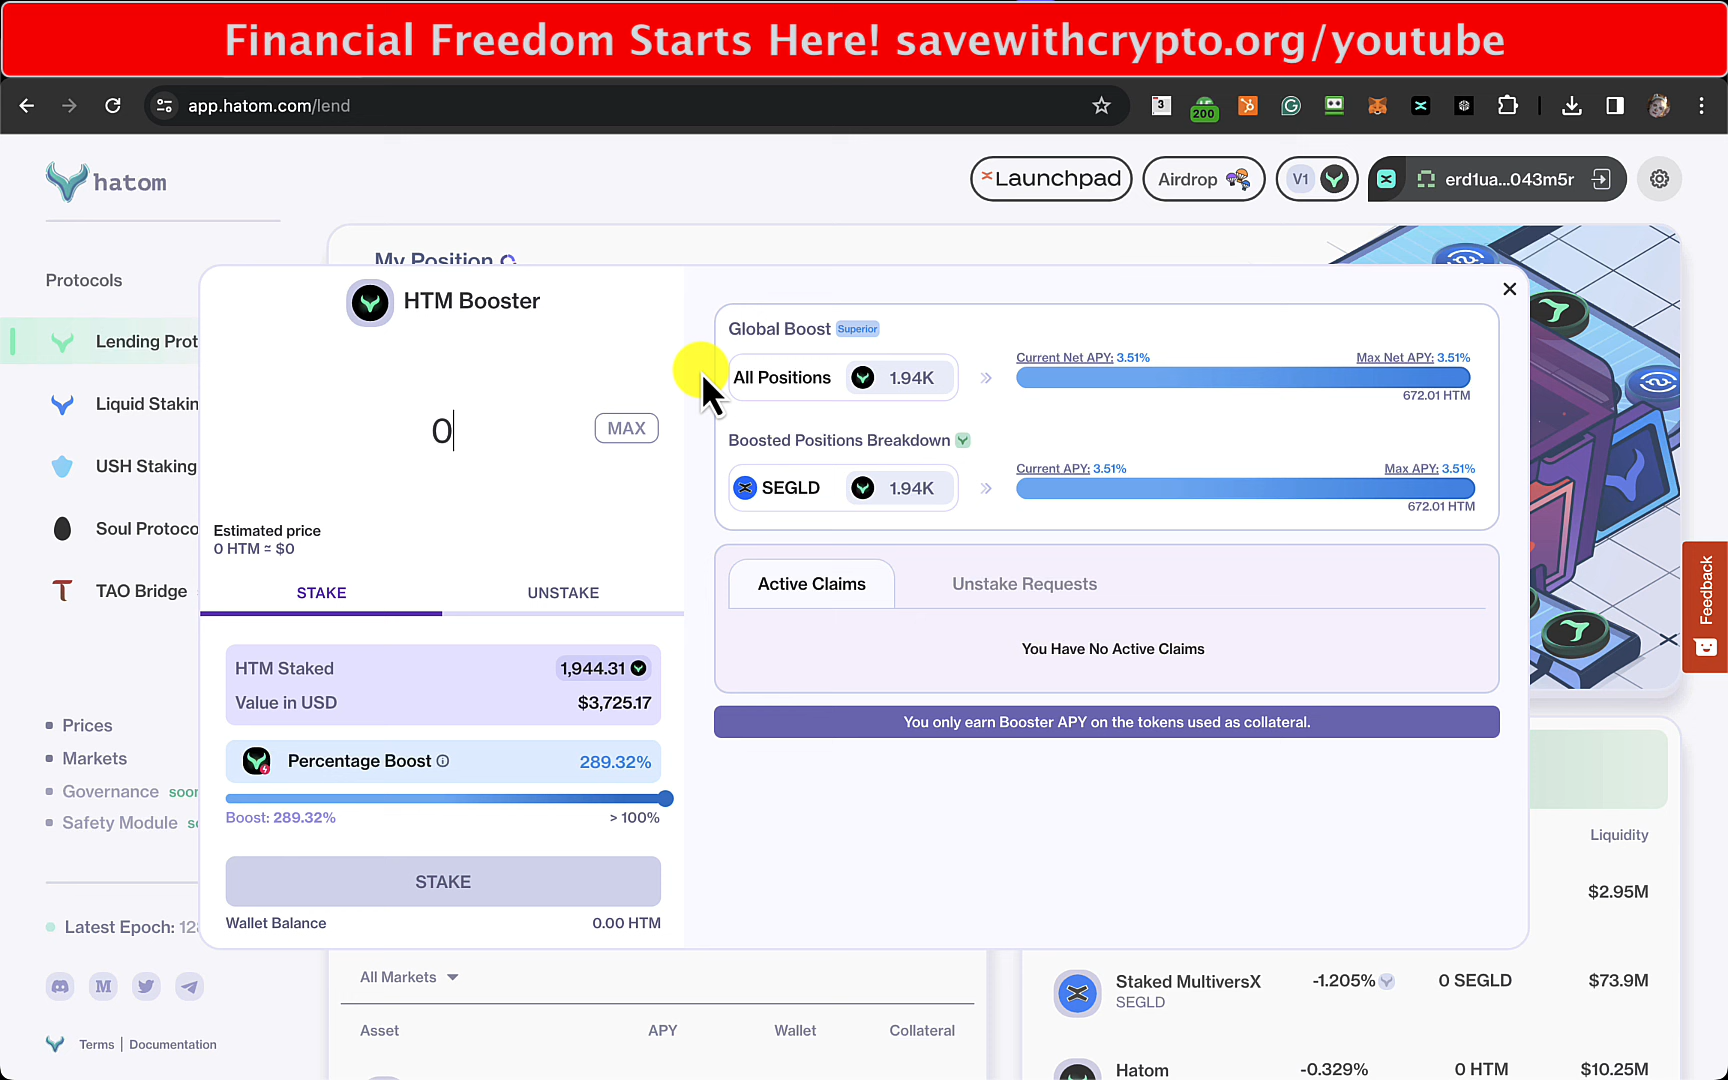 Financial Freedom Starts Here! savewithcrypto.org/youtube
app.hatom.com/lend
3
200
hatom
Launchpad
Airdrop
V1
erd1ua...043m5r
My Position
Protocols
Lending Prot
Liquid Stakin
USH Staking
Soul Protoco
TAO Bridge
Prices
Markets
Governance soon
Safety Module
Latest Epoch: 12
M
Terms | Documentation
HTM Booster
0
MAX
Estimated price
0 HTM ≈ $0
STAKE
UNSTAKE
HTM Staked 1,944.31
Value in USD $3,725.17
Percentage Boost 289.32%
Boost: 289.32% > 100%
STAKE
Wallet Balance 0.00 HTM
Global Boost Superior
All Positions 1.94K
Current Net APY: 3.51% Max Net APY: 3.51%
672.01 HTM
Boosted Positions Breakdown
SEGLD 1.94K
Current APY: 3.51% Max APY: 3.51%
672.01 HTM
Active Claims
Unstake Requests
You Have No Active Claims
You only earn Booster APY on the tokens used as collateral.
Feedback
All Markets
Asset APY Wallet Collateral
Liquidity
$2.95M
Staked MultiversX -1.205% 0 SEGLD $73.9M
SEGLD
Hatom -0.329% 0 HTM $10.25M